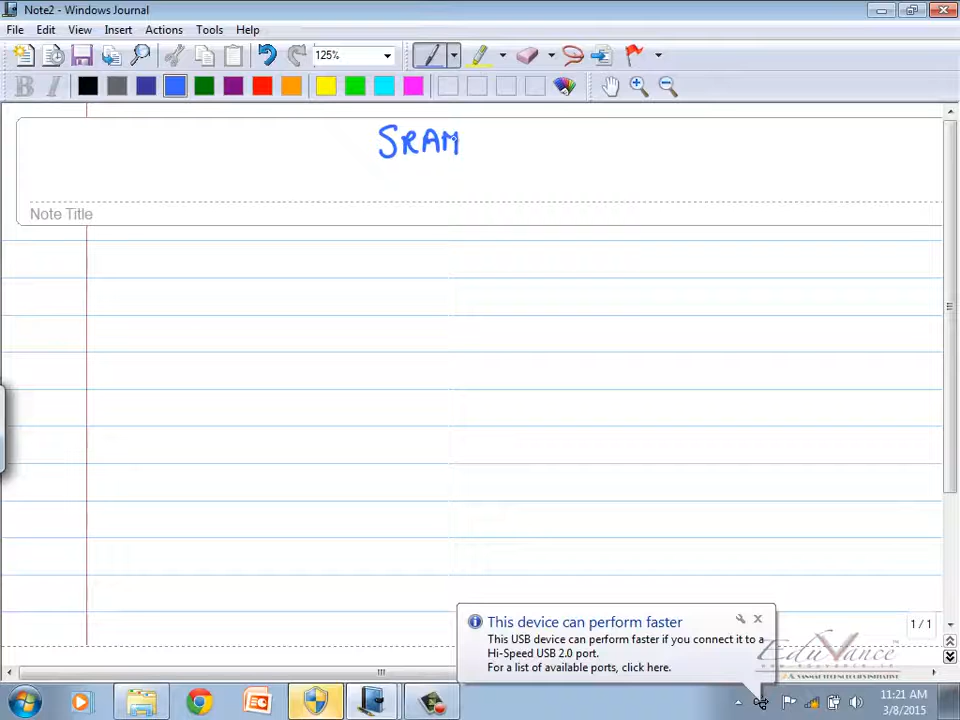 Note2 - Windows Journal
File Edit View Insert Actions Tools Help
125%
B I
SRAM
Note Title
This device can perform faster
This USB device can perform faster if you connect it to a
Hi-Speed USB 2.0 port.
For a list of available ports, click here.
1 / 1
EduVance
11:21 AM
3/8/2015